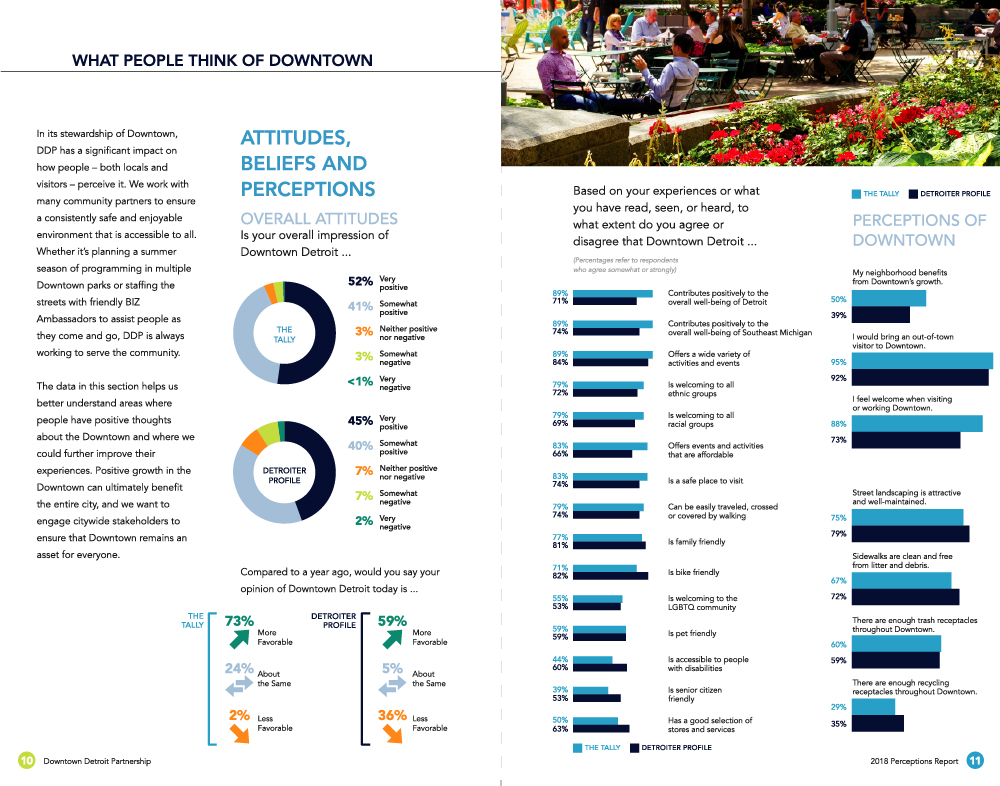 WHAT PEOPLE THINK OF DOWNTOWN
In its stewardship of Downtown,
DDP has a significant impact on
how people – both locals and
visitors – perceive it. We work with
many community partners to ensure
a consistently safe and enjoyable
environment that is accessible to all.
Whether it's planning a summer
season of programming in multiple
Downtown parks or staffing the
streets with friendly BIZ
Ambassadors to assist people as
they come and go, DDP is always
working to serve the community.
The data in this section helps us
better understand areas where
people have positive thoughts
about the Downtown and where we
could further improve their
experiences. Positive growth in the
Downtown can ultimately benefit
the entire city, and we want to
engage citywide stakeholders to
ensure that Downtown remains an
asset for everyone.
ATTITUDES,
BELIEFS AND
PERCEPTIONS
OVERALL ATTITUDES
Is your overall impression of
Downtown Detroit ...
THE
TALLY
52% Very
positive
41% Somewhat
positive
3% Neither positive
nor negative
3% Somewhat
negative
<1% Very
negative
DETROITER
PROFILE
45% Very
positive
40% Somewhat
positive
7% Neither positive
nor negative
7% Somewhat
negative
2% Very
negative
Compared to a year ago, would you say your
opinion of Downtown Detroit today is ...
THE
TALLY
73%
More
Favorable
24%
About
the Same
2%
Less
Favorable
DETROITER
PROFILE
59%
More
Favorable
5%
About
the Same
36%
Less
Favorable
10 Downtown Detroit Partnership
Based on your experiences or what
you have read, seen, or heard, to
what extent do you agree or
disagree that Downtown Detroit ...
(Percentages refer to respondents
who agree somewhat or strongly)
89%
71%
Contributes positively to the
overall well-being of Detroit
89%
74%
Contributes positively to the
overall well-being of Southeast Michigan
89%
84%
Offers a wide variety of
activities and events
79%
72%
Is welcoming to all
ethnic groups
79%
69%
Is welcoming to all
racial groups
83%
66%
Offers events and activities
that are affordable
83%
74%
Is a safe place to visit
79%
74%
Can be easily traveled, crossed
or covered by walking
77%
81%
Is family friendly
71%
82%
Is bike friendly
55%
53%
Is welcoming to the
LGBTQ community
59%
59%
Is pet friendly
44%
60%
Is accessible to people
with disabilities
39%
53%
Is senior citizen
friendly
50%
63%
Has a good selection of
stores and services
THE TALLY DETROITER PROFILE
THE TALLY DETROITER PROFILE
PERCEPTIONS OF
DOWNTOWN
My neighborhood benefits
from Downtown's growth.
50%
39%
I would bring an out-of-town
visitor to Downtown.
95%
92%
I feel welcome when visiting
or working Downtown.
88%
73%
Street landscaping is attractive
and well-maintained.
75%
79%
Sidewalks are clean and free
from litter and debris.
67%
72%
There are enough trash receptacles
throughout Downtown.
60%
59%
There are enough recycling
receptacles throughout Downtown.
29%
35%
2018 Perceptions Report 11